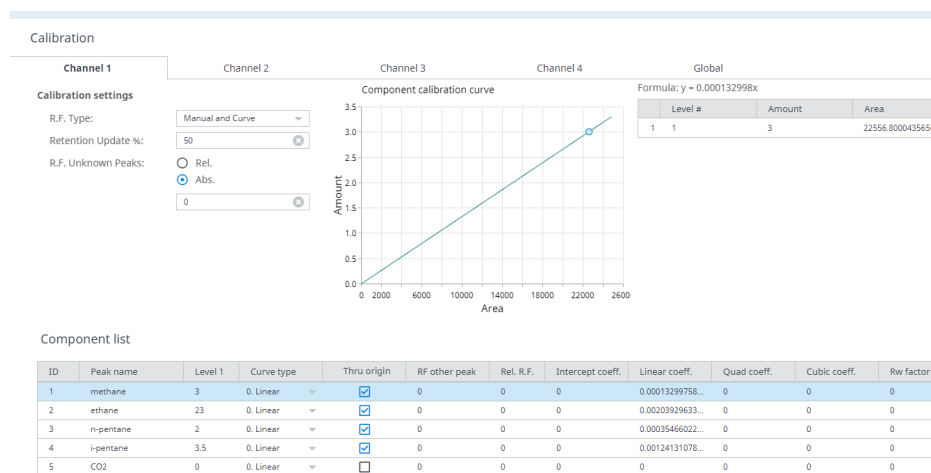 Calibration
Channel 1 Channel 2 Channel 3 Channel 4 Global
Calibration settings
R.F. Type: Manual and Curve
Retention Update %: 50
R.F. Unknown Peaks: Rel.
Abs.
0
Component calibration curve
3.5
3.0
2.5
2.0
1.5
1.0
0.5
0.0
Amount
0 2000 6000 10000 14000 18000 22000 2600
Area
Formula: y = 0.000132998x
Level # Amount Area
1 1 3 22556.8000435656
Component list
ID Peak name Level 1 Curve type Thru origin RF other peak Rel. R.F. Intercept coeff. Linear coeff. Quad coeff. Cubic coeff. Rw factor
1 methane 3 0. Linear 0 0 0 0.00013299758... 0 0 0
2 ethane 23 0. Linear 0 0 0 0.00203929633... 0 0 0
3 n-pentane 2 0. Linear 0 0 0 0.00035466022... 0 0 0
4 i-pentane 3.5 0. Linear 0 0 0 0.00124131078... 0 0 0
5 CO2 0 0. Linear 0 0 0 0 0 0 0